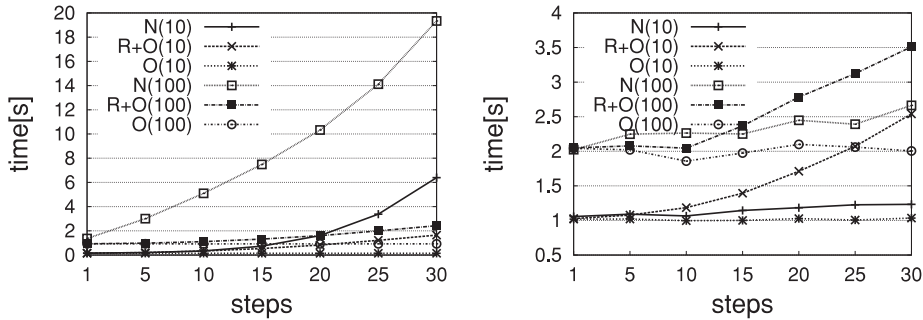 time[s]
20
18
16
14
12
10
8
6
4
2
0
N(10)
R+O(10)
O(10)
N(100)
R+O(100)
O(100)
1 5 10 15 20 25 30
steps
time[s]
4
3.5
3
2.5
2
1.5
1
0.5
N(10)
R+O(10)
O(10)
N(100)
R+O(100)
O(100)
1 5 10 15 20 25 30
steps